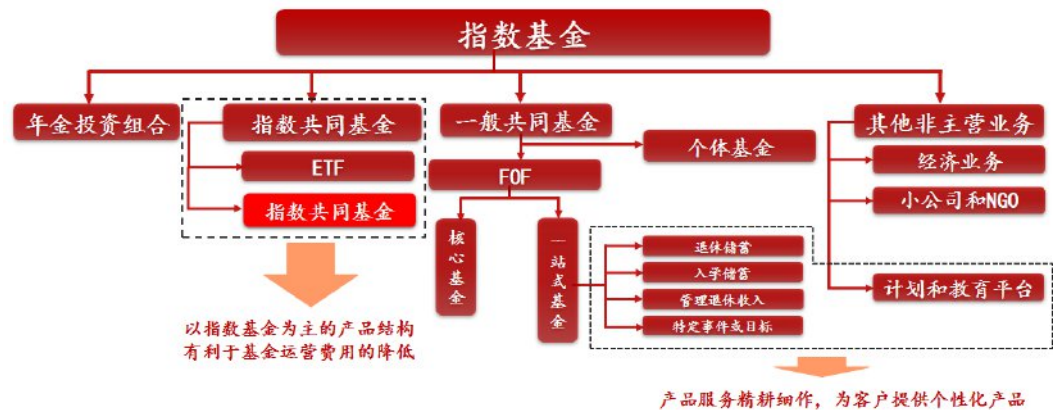 指数基金
年金投资组合
指数共同基金
一般共同基金
其他非主营业务
ETF
指数共同基金
个体基金
FOF
经济业务
小公司和NGO
核心基金
一站式基金
退休储蓄
入学储蓄
管理退休收入
特定事件或目标
计划和教育平台
以指数基金为主的产品结构
有利于基金运营费用的降低
产品服务精耕细作，为客户提供个性化产品